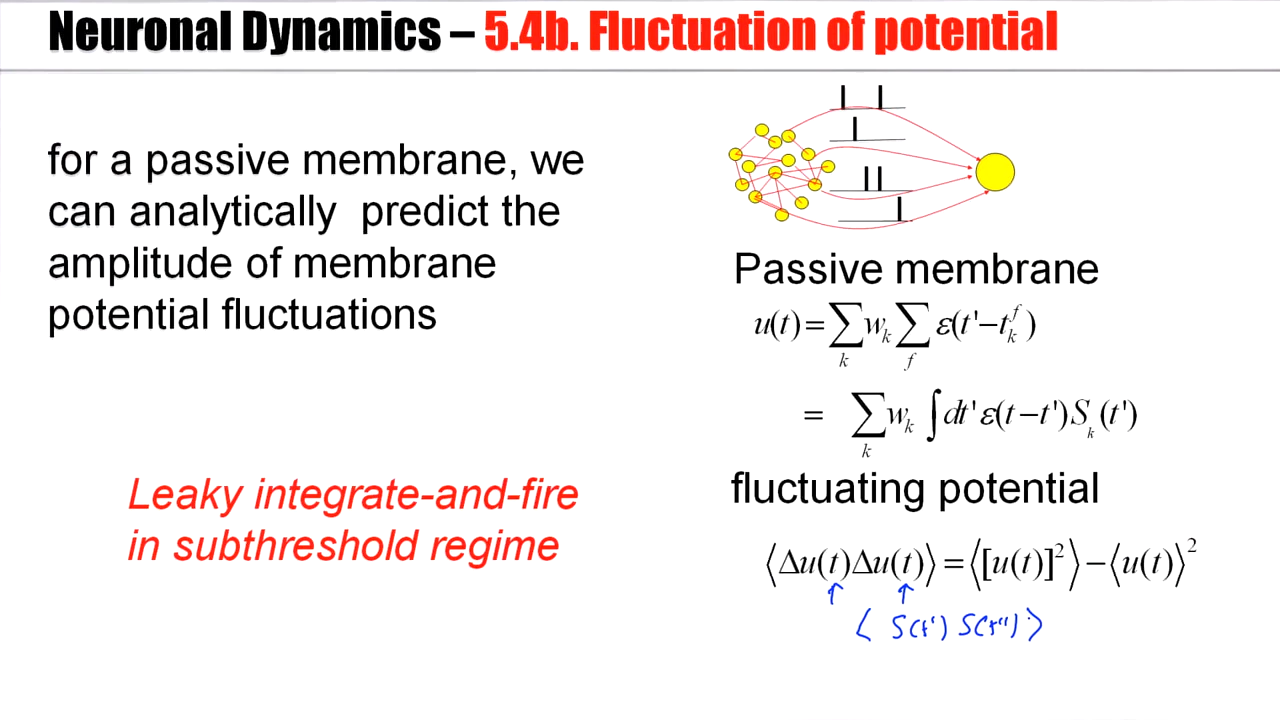 Neuronal Dynamics – 5.4b. Fluctuation of potential
for a passive membrane, we
can analytically predict the
amplitude of membrane
potential fluctuations
Leaky integrate-and-fire
in subthreshold regime
Passive membrane
u(t) = ∑_k w_k ∑_f ε(t'−t_k^f)
= ∑_k w_k ∫dt'ε(t−t')S_k(t')
fluctuating potential
⟨Δu(t)Δu(t)⟩ = ⟨[u(t)]²⟩ − ⟨u(t)⟩²
⟨ S(t') S(t'') ⟩